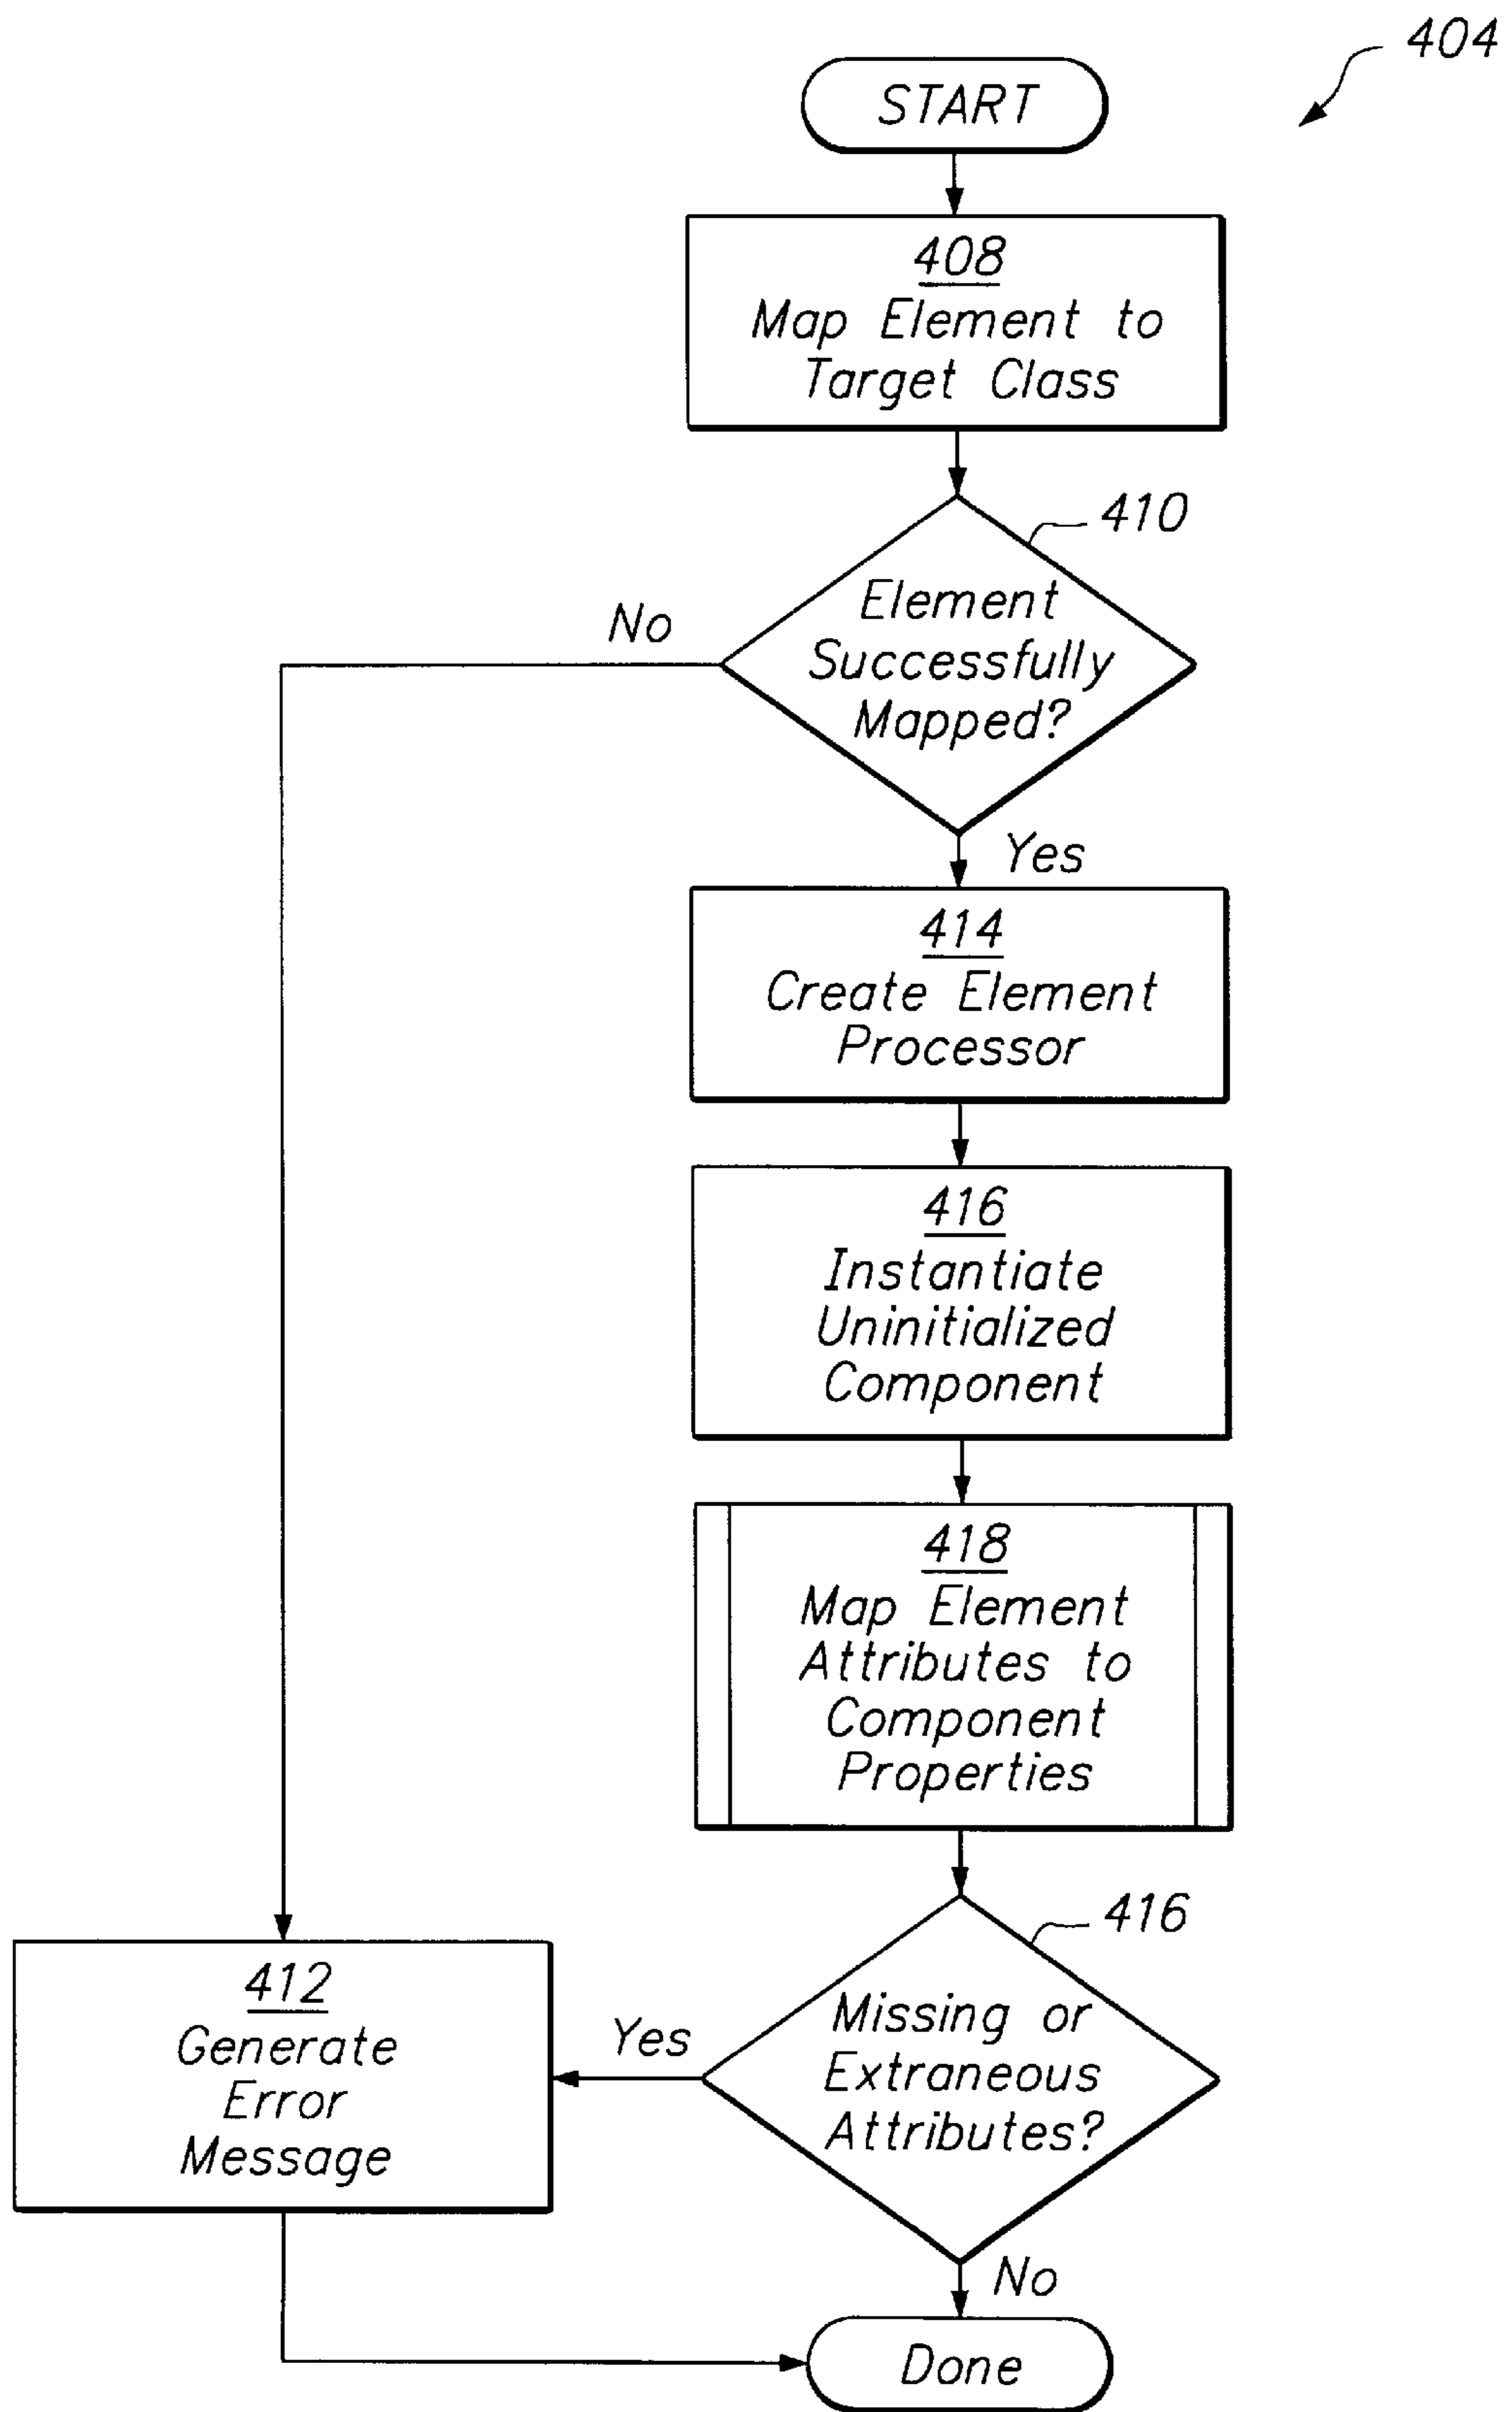 404
START
408
Map Element to
Target Class
410
Element
Successfully
Mapped?
No
Yes
414
Create Element
Processor
416
Instantiate
Uninitialized
Component
418
Map Element
Attributes to
Component
Properties
416
Missing or
Extraneous
Attributes?
Yes
412
Generate
Error
Message
No
Done